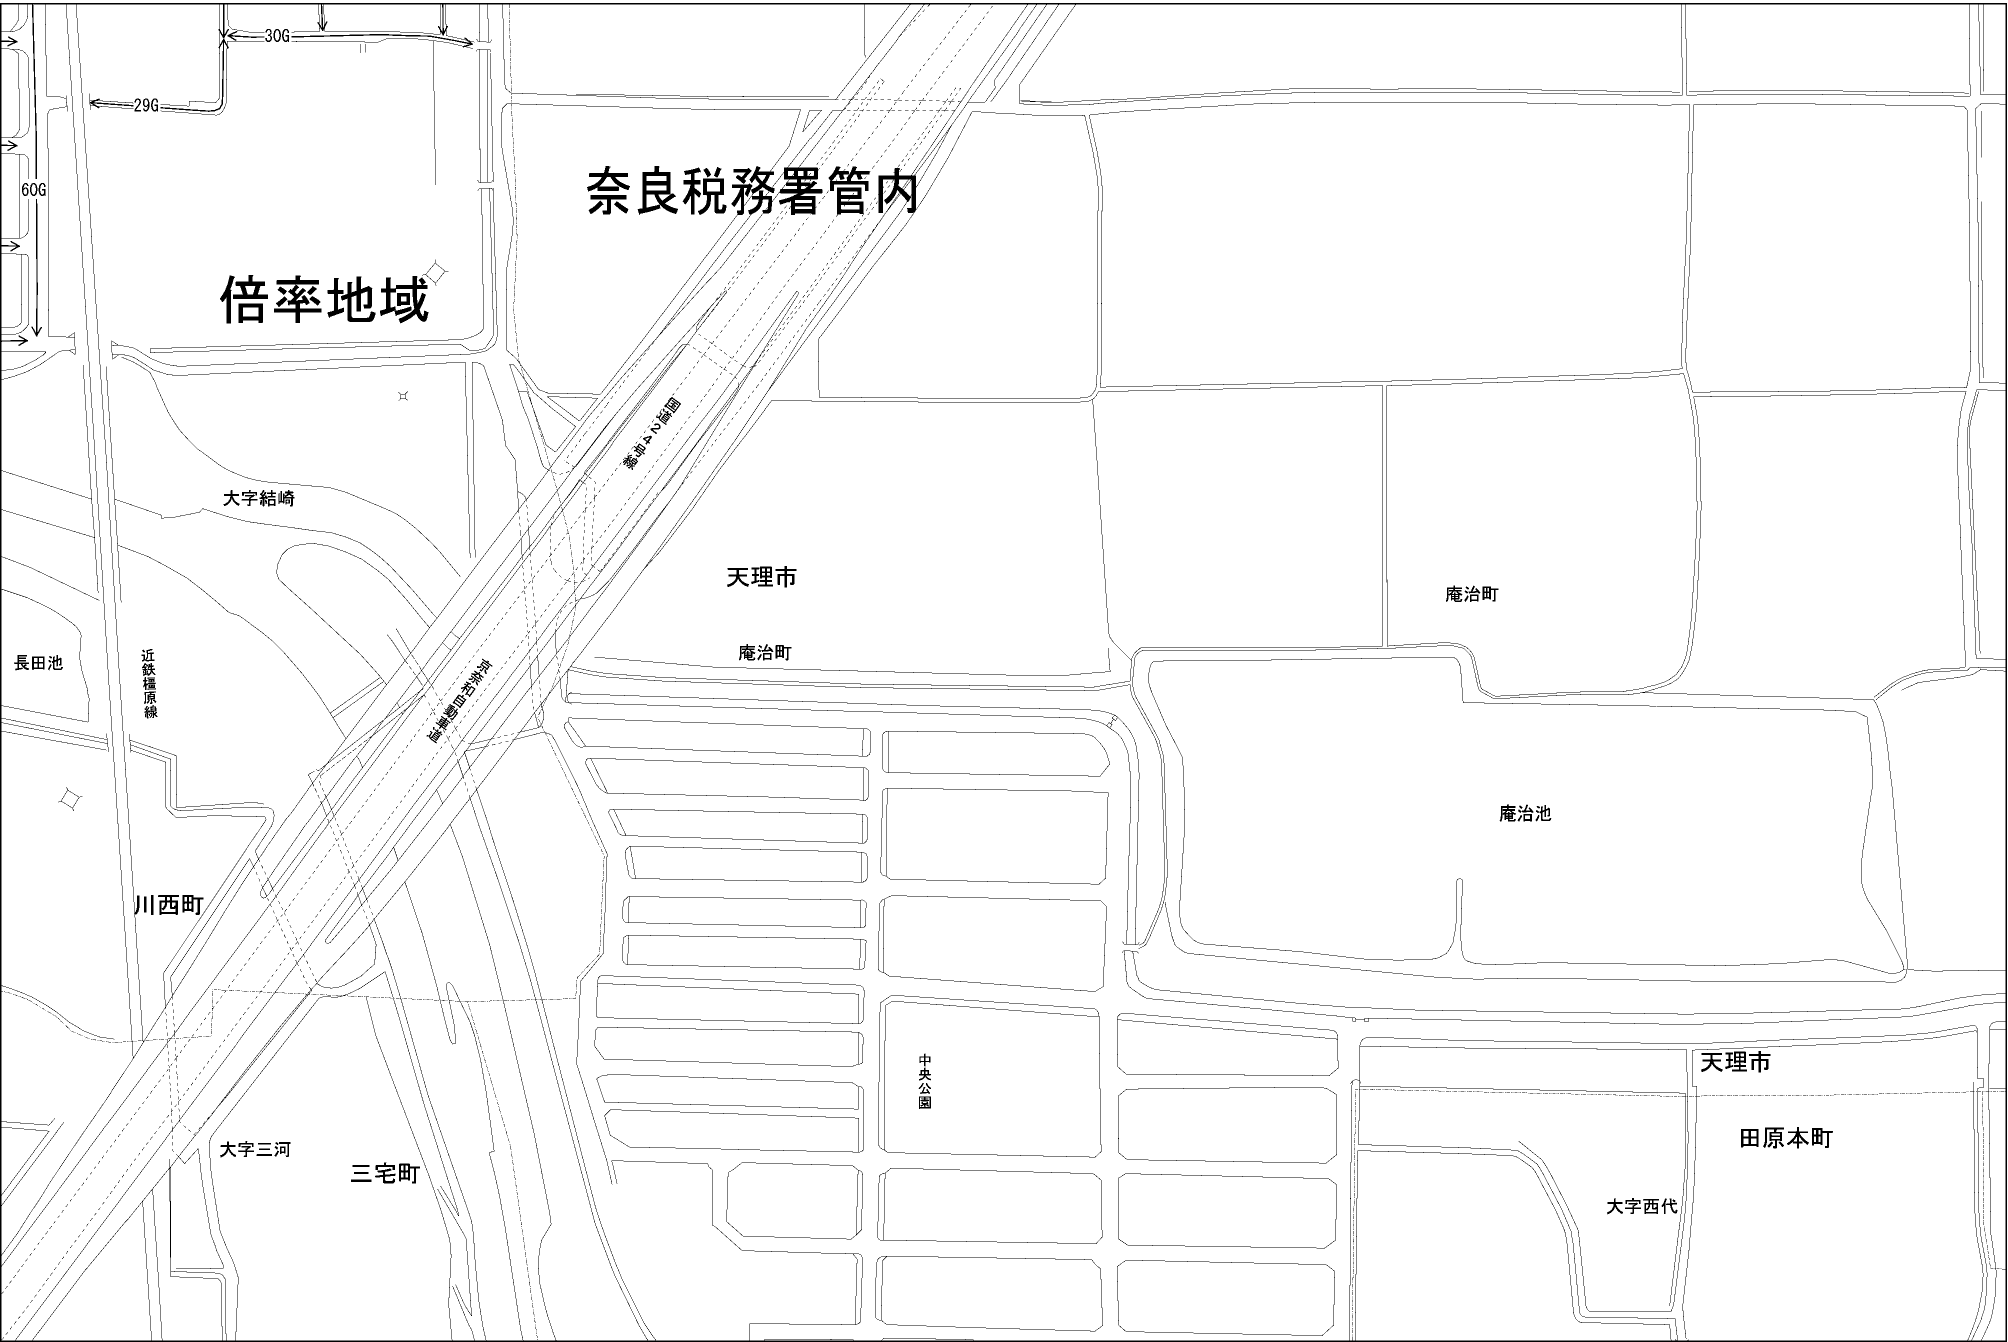 30G
29G
60G
奈良税務署管内
倍率地域
国道24号線
大字結崎
天理市
庵治町
庵治町
長田池
近鉄橿原線
京奈和自動車道
庵治池
川西町
中央公園
天理市
田原本町
大字三河
三宅町
大字西代